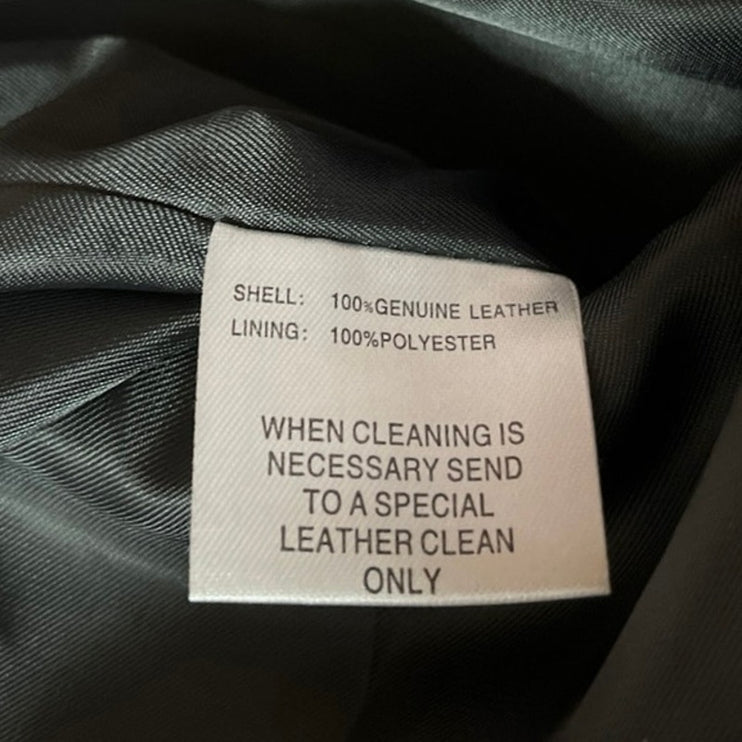 SHELL: 100%GENUINE LEATHER
LINING: 100%POLYESTER
WHEN CLEANING IS
NECESSARY SEND
TO A SPECIAL
LEATHER CLEAN
ONLY